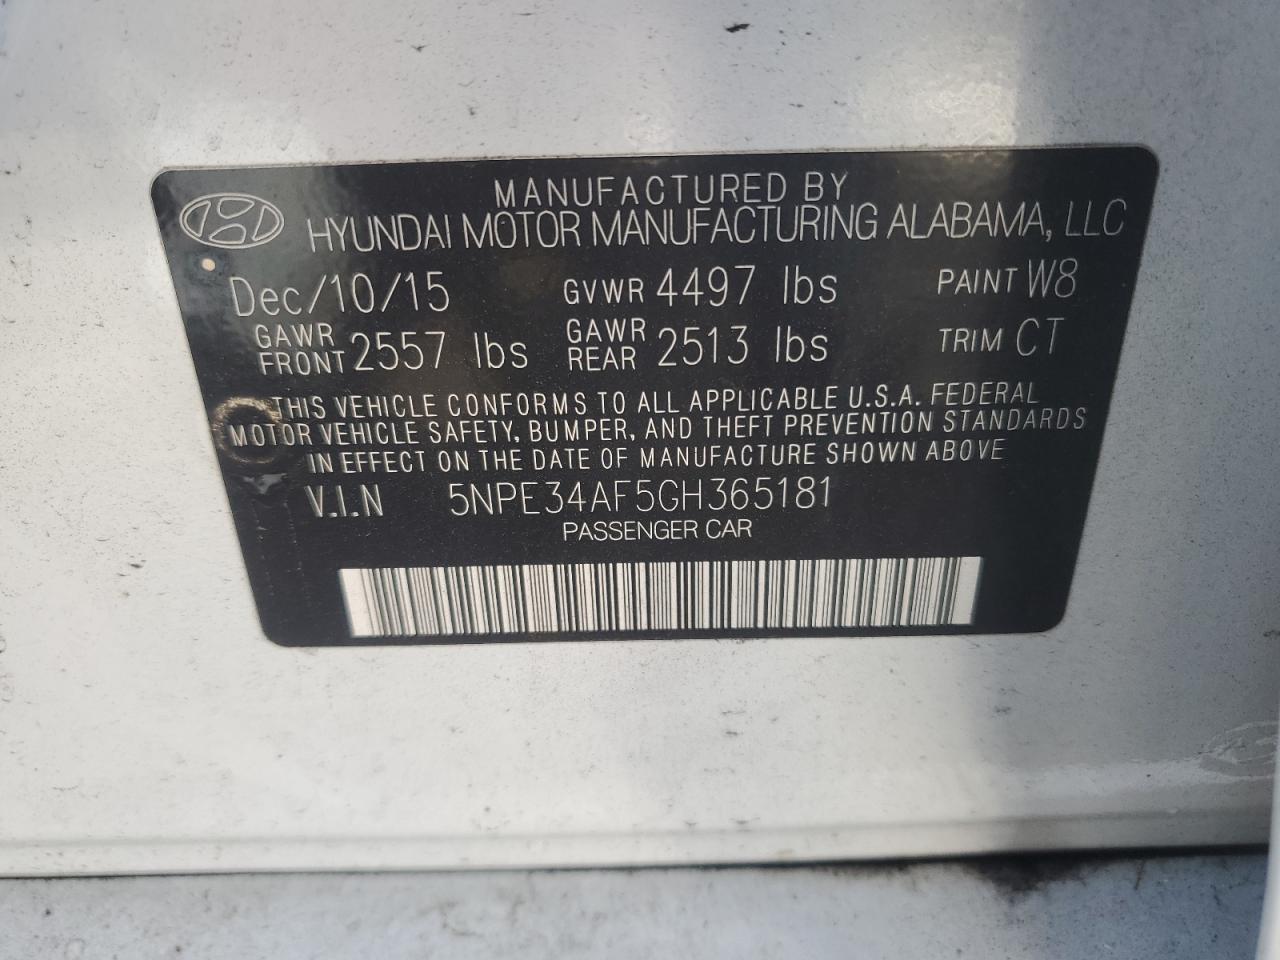 MANUFACTURED BY
HYUNDAI MOTOR MANUFACTURING ALABAMA, LLC
Dec/10/15 GVWR 4497 lbs PAINT W8
GAWR FRONT 2557 lbs GAWR REAR 2513 lbs TRIM CT
THIS VEHICLE CONFORMS TO ALL APPLICABLE U.S.A. FEDERAL
MOTOR VEHICLE SAFETY, BUMPER, AND THEFT PREVENTION STANDARDS
IN EFFECT ON THE DATE OF MANUFACTURE SHOWN ABOVE
V.I.N 5NPE34AF5GH365181
PASSENGER CAR